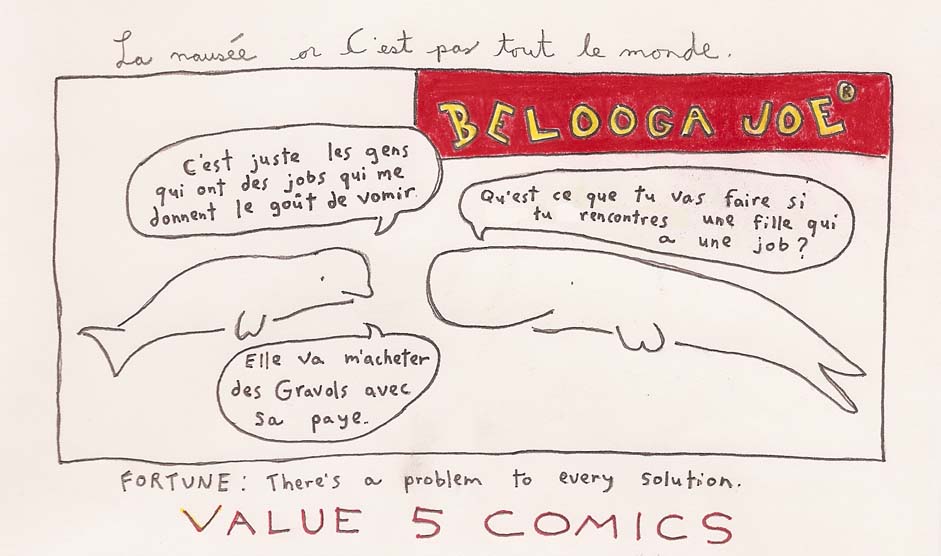 La nausée or C'est pas tout le monde.
BELOOGA JOE ®
C'est juste les gens
qui ont des jobs qui me
donnent le goût de vomir.
Qu'est ce que tu vas faire si
tu rencontres une fille qui
a une job?
Elle va m'acheter
des Gravols avec
sa paye.
FORTUNE: There's a problem to every solution.
VALUE 5 COMICS